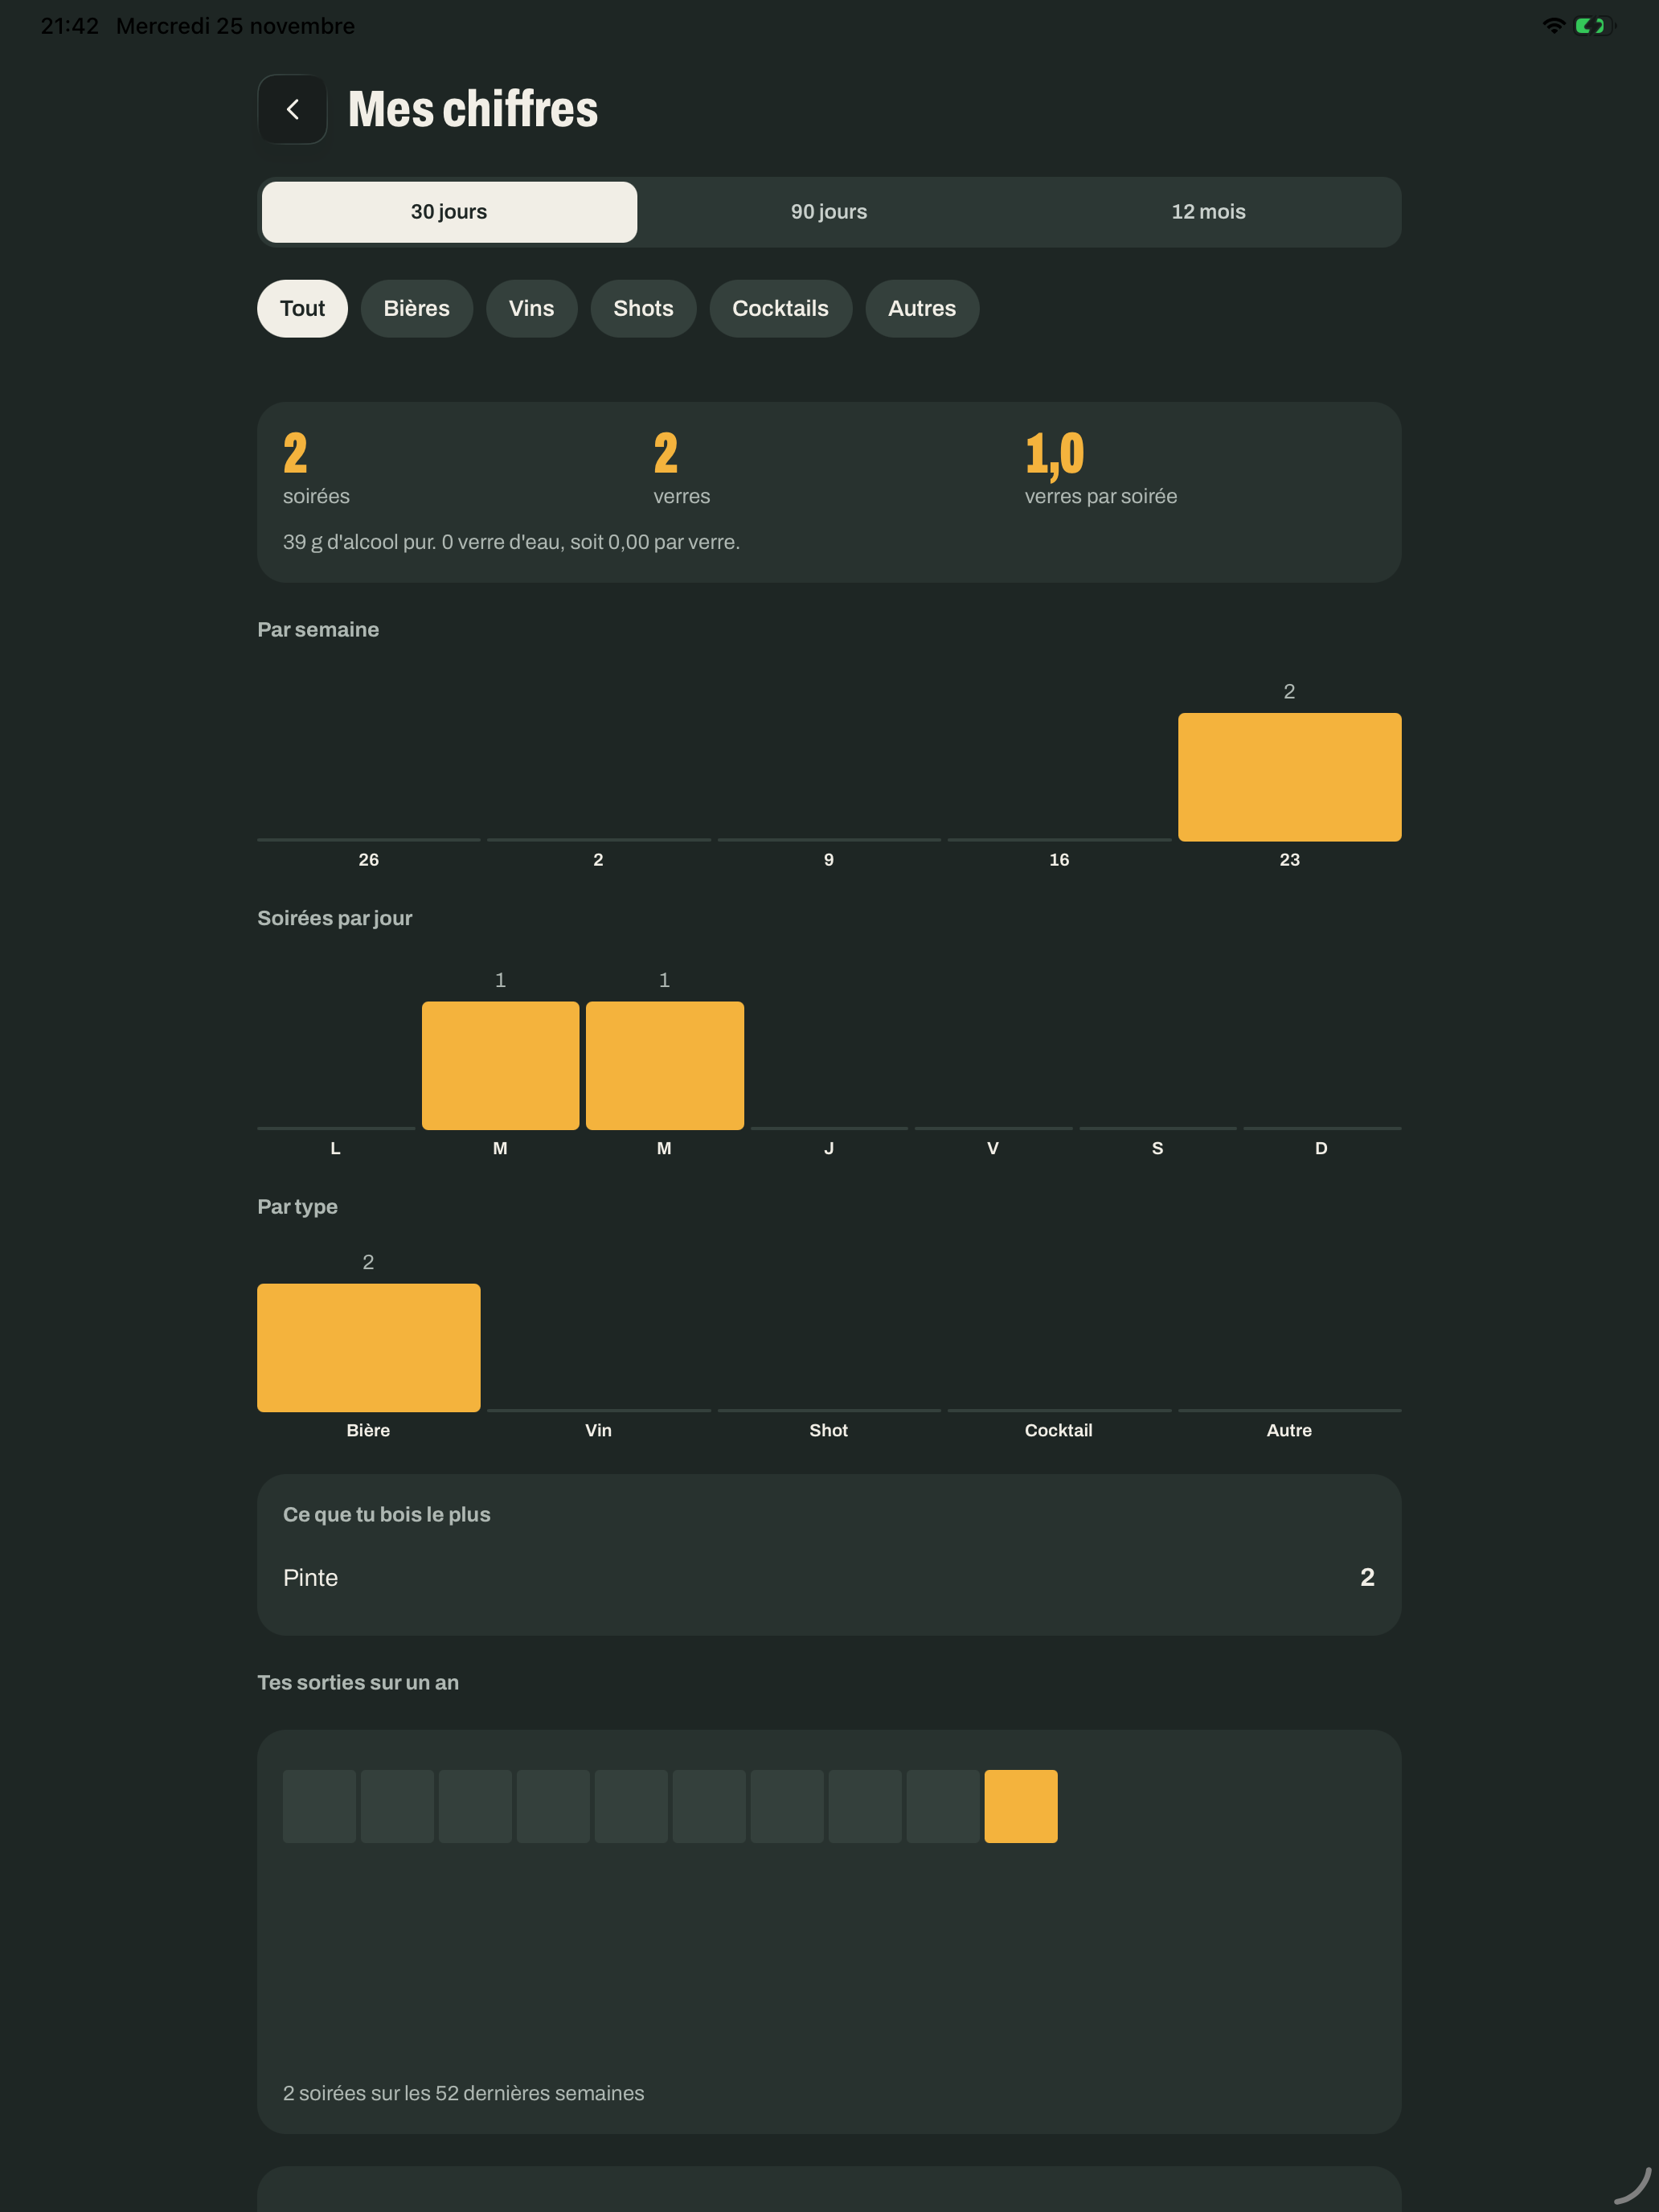 21:42 Mercredi 25 novembre
Mes chiffres
30 jours 90 jours 12 mois
Tout Bières Vins Shots Cocktails Autres
2 2 1,0
soirées verres verres par soirée
39 g d'alcool pur. 0 verre d'eau, soit 0,00 par verre.
Par semaine
2
26 2 9 16 23
Soirées par jour
1 1
L M M J V S D
Par type
2
Bière Vin Shot Cocktail Autre
Ce que tu bois le plus
Pinte 2
Tes sorties sur un an
2 soirées sur les 52 dernières semaines